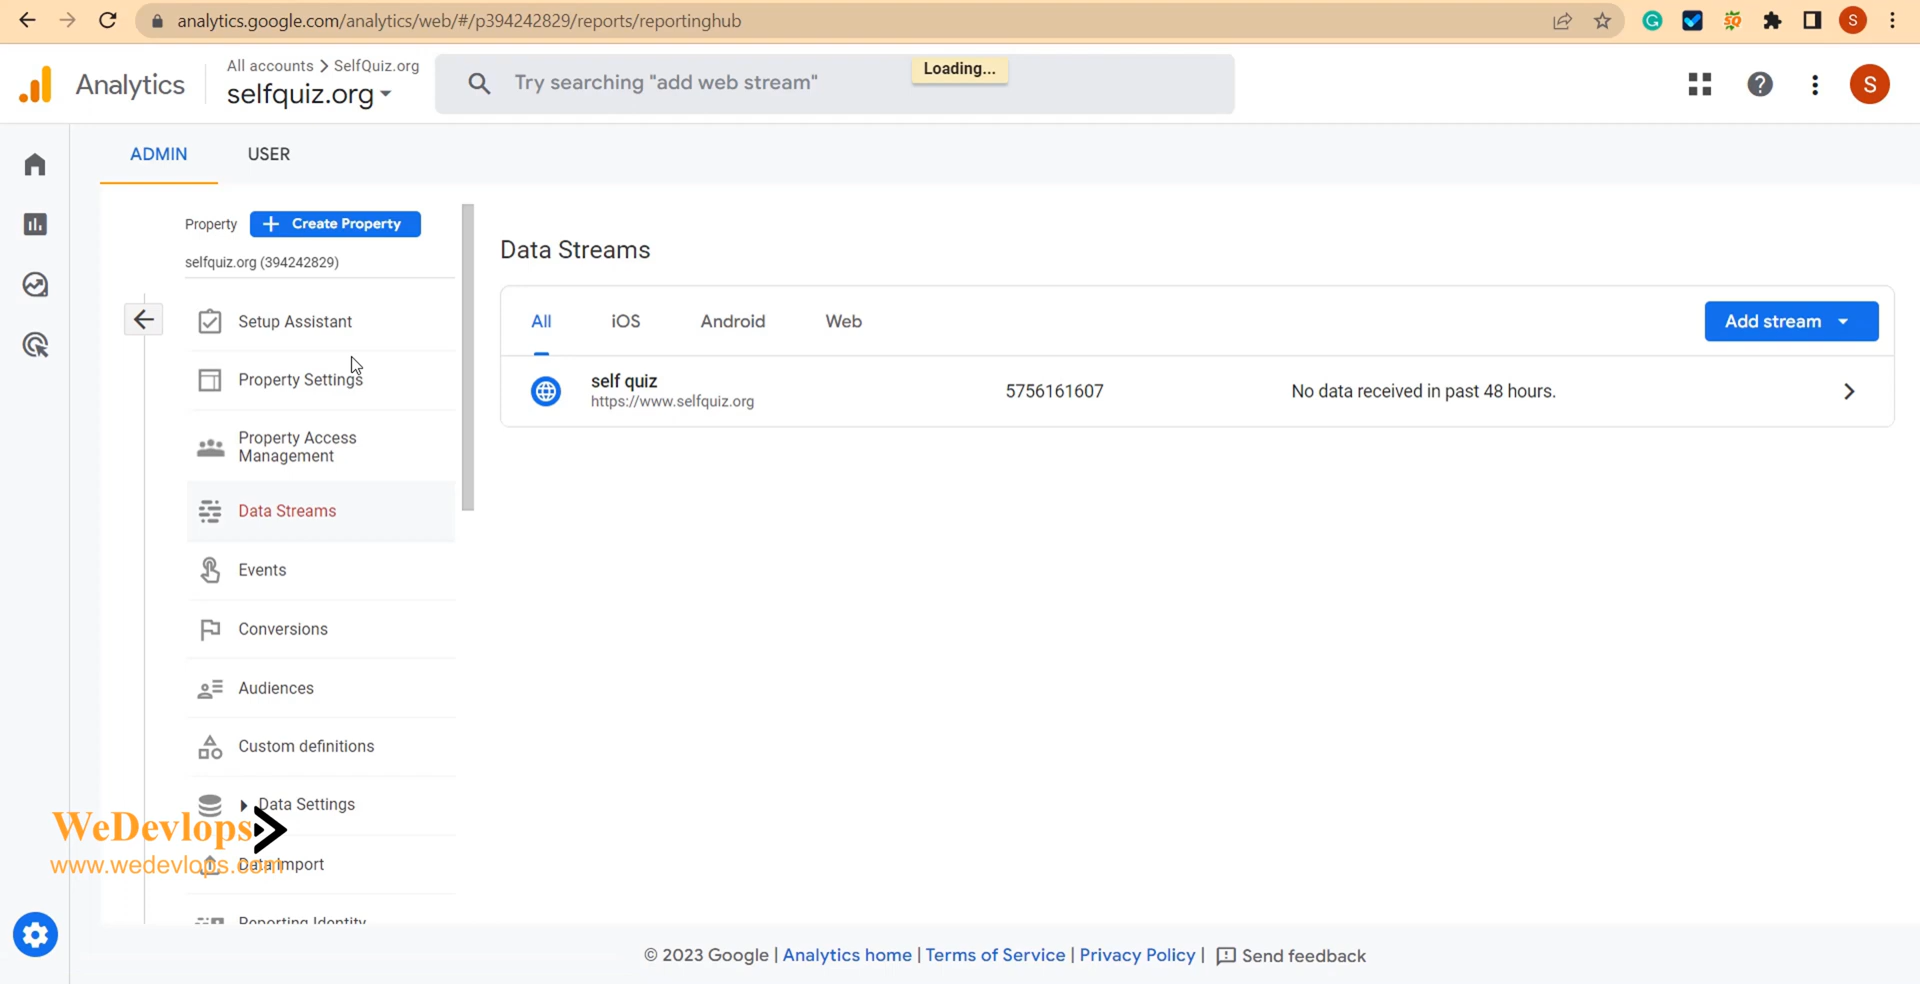 analytics.google.com/analytics/web/#/p394242829/reports/reportinghub
S
Analytics
All accounts > SelfQuiz.org
selfquiz.org
Try searching "add web stream"
Loading...
S
ADMIN
USER
Property
+ Create Property
selfquiz.org (394242829)
Setup Assistant
Property Settings
Property Access
Management
Data Streams
Events
Conversions
Audiences
Custom definitions
Data Settings
Data Import
Reporting Identity
Data Streams
All
iOS
Android
Web
Add stream
self quiz
https://www.selfquiz.org
5756161607
No data received in past 48 hours.
WeDevlops
www.wedevlops.com
© 2023 Google | Analytics home | Terms of Service | Privacy Policy | Send feedback